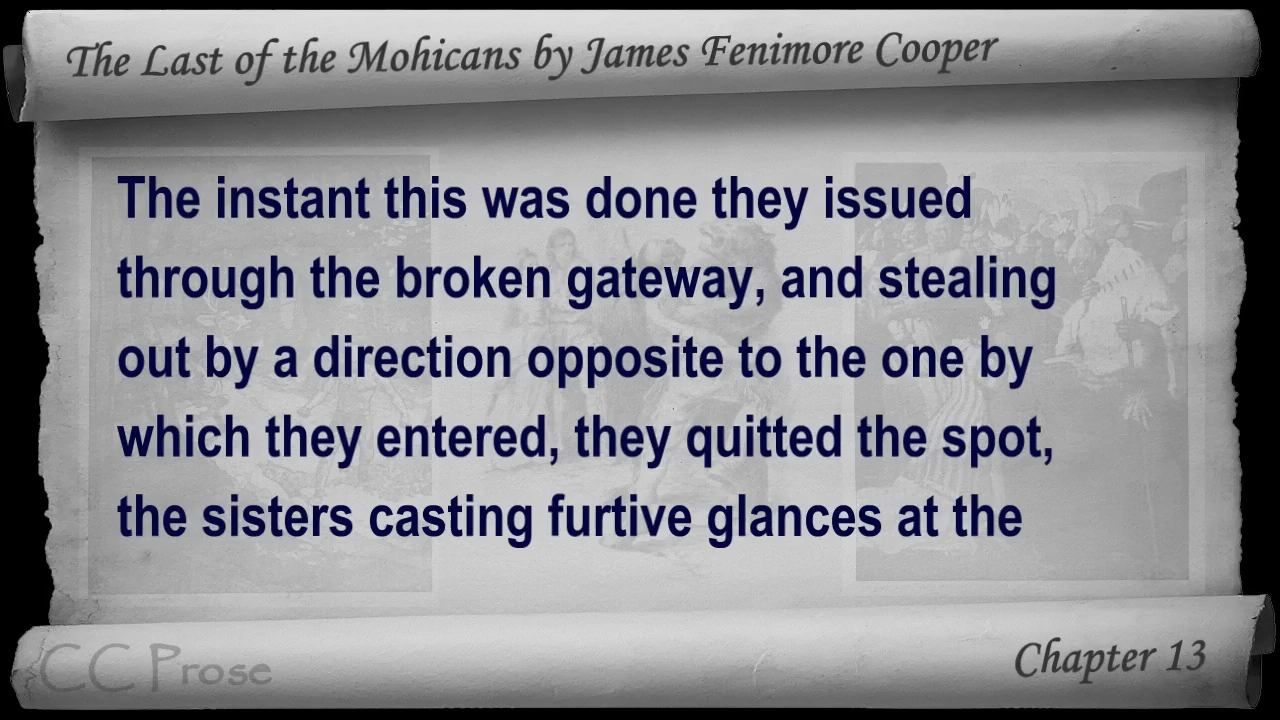 The Last of the Mohicans by James Fenimore Cooper
The instant this was done they issued
through the broken gateway, and stealing
out by a direction opposite to the one by
which they entered, they quitted the spot,
the sisters casting furtive glances at the
CC Prose
Chapter 13